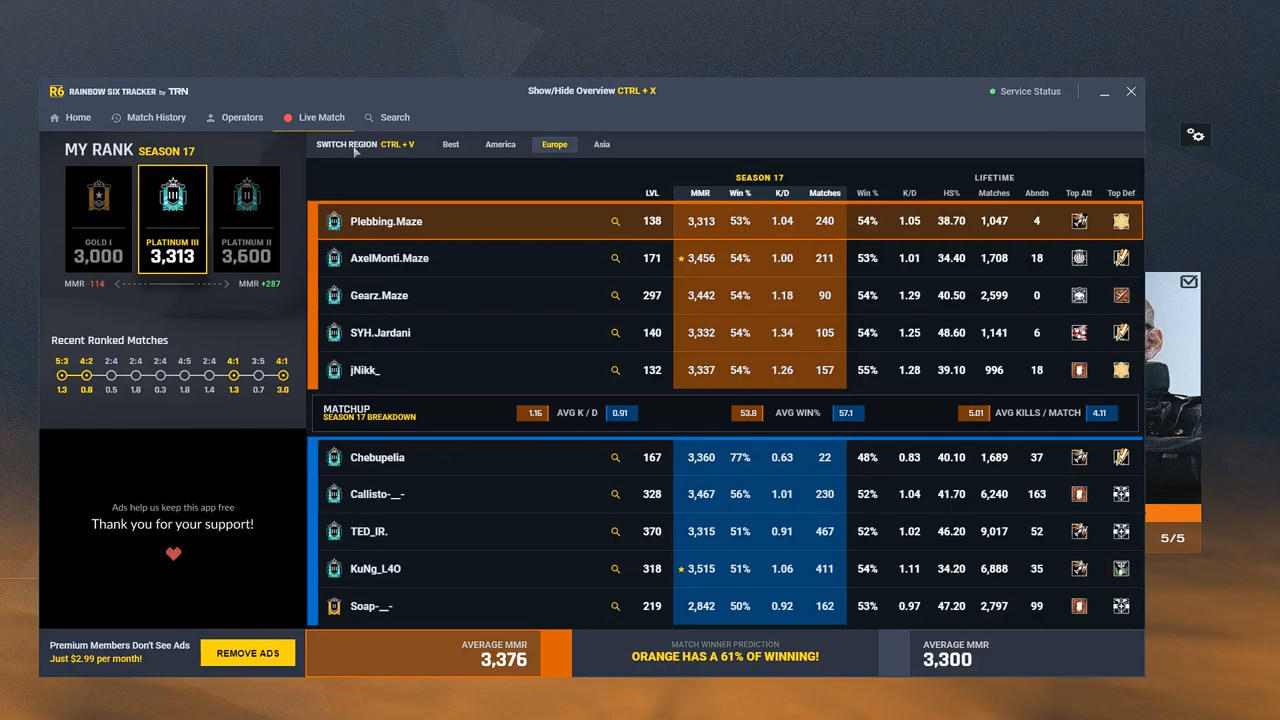 R6 RAINBOW SIX TRACKER by TRN
Show/Hide Overview CTRL + X
Service Status
Home Match History Operators Live Match Search
MY RANK SEASON 17
GOLD I
3,000
PLATINUM III
3,313
PLATINUM II
3,600
MMR -114 MMR +287
Recent Ranked Matches
5:3 4:2 2:4 2:4 2:4 4:5 2:4 4:1 3:5 4:1
1.3 0.8 0.5 1.8 0.3 1.8 1.4 1.3 0.7 3.0
Ads help us keep this app free
Thank you for your support!
Premium Members Don't See Ads
Just $2.99 per month!
REMOVE ADS
SWITCH REGION CTRL + V Best America Europe Asia
SEASON 17 LIFETIME
LVL MMR Win % K/D Matches Win % K/D HS% Matches Abndn Top Att Top Def
Plebbing.Maze 138 3,313 53% 1.04 240 54% 1.05 38.70 1,047 4
AxelMonti.Maze 171 3,456 54% 1.00 211 53% 1.01 34.40 1,708 18
Gearz.Maze 297 3,442 54% 1.18 90 54% 1.29 40.50 2,599 0
SYH.Jardani 140 3,332 54% 1.34 105 54% 1.25 48.60 1,141 6
jNikk_ 132 3,337 54% 1.26 157 55% 1.28 39.10 996 18
MATCHUP
SEASON 17 BREAKDOWN
1.15 AVG K / D 0.91 53.8 AVG WIN% 57.1 5.01 AVG KILLS / MATCH 4.11
Chebupelia 167 3,360 77% 0.63 22 48% 0.83 40.10 1,689 37
Callisto-__- 328 3,467 56% 1.01 230 52% 1.04 41.70 6,240 163
TED_IR. 370 3,315 51% 0.91 467 52% 1.02 46.20 9,017 52
KuNg_L4O 318 3,515 51% 1.06 411 54% 1.11 34.20 6,888 35
Soap-__- 219 2,842 50% 0.92 162 53% 0.97 47.20 2,797 99
AVERAGE MMR
3,376
MATCH WINNER PREDICTION
ORANGE HAS A 61% OF WINNING!
AVERAGE MMR
3,300
5/5